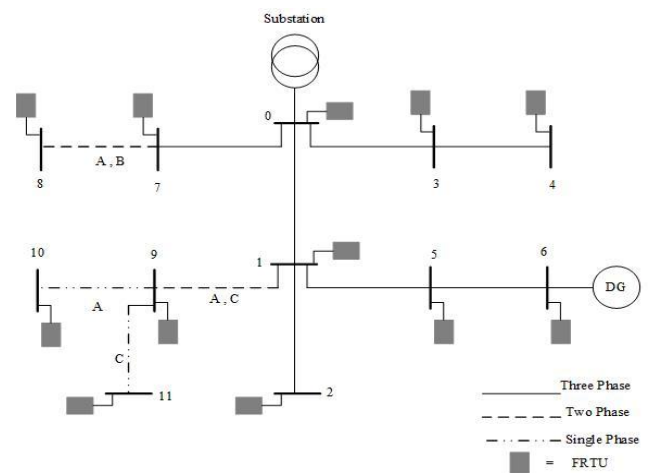 Substation
0
A , B
8
7
3
4
10
9
1
5
6
A , C
A
DG
C
11
2
Three Phase
Two Phase
Single Phase
= FRTU